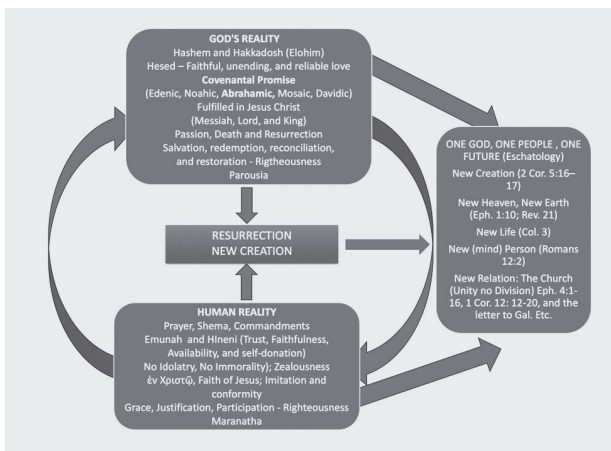 GOD'S REALITY
Hashem and Hakkadosh (Elohim)
Hesed – Faithful, unending, and reliable love
Covenantal Promise
(Edenic, Noahic, Abrahamic, Mosaic, Davidic)
Fulfilled in Jesus Christ
(Messiah, Lord, and King)
Passion, Death and Resurrection
Salvation, redemption, reconciliation,
and restoration - Rigtheousness
Parousia
RESURRECTION
NEW CREATION
HUMAN REALITY
Prayer, Shema, Commandments
Emunah and HIneni (Trust, Faithfulness,
Availability, and self-donation)
No Idolatry, No Immorality); Zealousness
ἐν Χριστῷ, Faith of Jesus; Imitation and
conformity
Grace, Justification, Participation - Righteousness
Maranatha
ONE GOD, ONE PEOPLE , ONE
FUTURE (Eschatology)
New Creation (2 Cor. 5:16–
17)
New Heaven, New Earth
(Eph. 1:10; Rev. 21)
New Life (Col. 3)
New (mind) Person (Romans
12:2)
New Relation: The Church
(Unity no Division) Eph. 4:1-
16, 1 Cor. 12: 12-20, and the
letter to Gal. Etc.